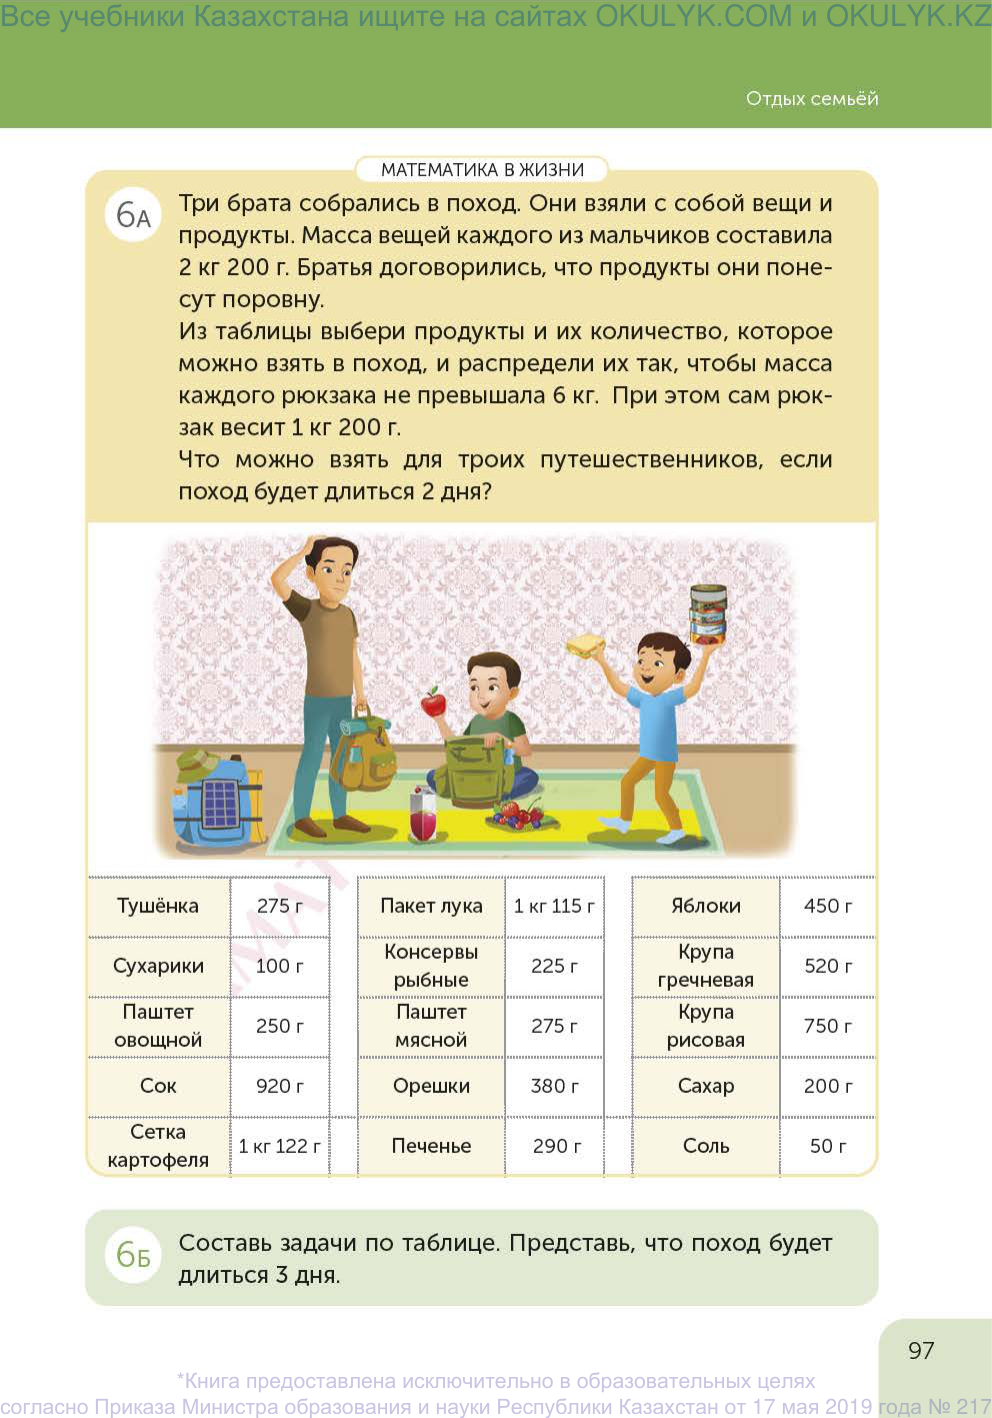 Все учебники Казахстана ищите на сайтах OKULYK.COM и OKULYK.KZ
Отдых семьёй
МАТЕМАТИКА В ЖИЗНИ
6А
Три брата собрались в поход. Они взяли с собой вещи и
продукты. Масса вещей каждого из мальчиков составила
2 кг 200 г. Братья договорились, что продукты они поне-
сут поровну.
Из таблицы выбери продукты и их количество, которое
можно взять в поход, и распредели их так, чтобы масса
каждого рюкзака не превышала 6 кг. При этом сам рюк-
зак весит 1 кг 200 г.
Что можно взять для троих путешественников, если
поход будет длиться 2 дня?
Тушёнка 275 г Пакет лука 1 кг 115 г Яблоки 450 г
Сухарики 100 г Консервы рыбные 225 г Крупа гречневая 520 г
Паштет овощной 250 г Паштет мясной 275 г Крупа рисовая 750 г
Сок 920 г Орешки 380 г Сахар 200 г
Сетка картофеля 1 кг 122 г Печенье 290 г Соль 50 г
6Б
Составь задачи по таблице. Представь, что поход будет
длиться 3 дня.
97
*Книга предоставлена исключительно в образовательных целях
согласно Приказа Министра образования и науки Республики Казахстан от 17 мая 2019 года № 217